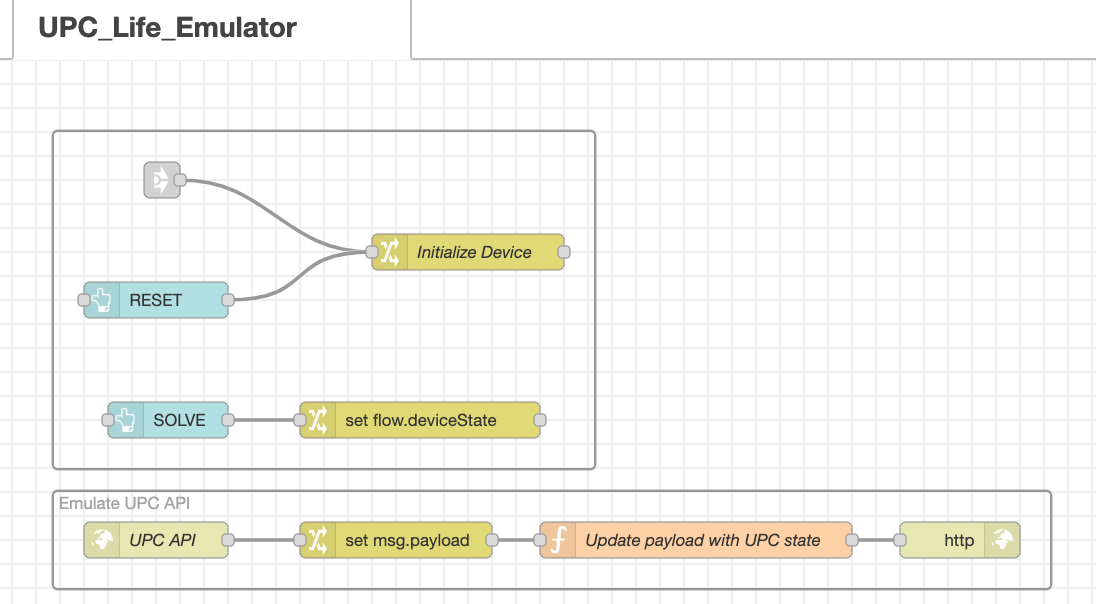 UPC_Life_Emulator
Initialize Device
RESET
SOLVE
set flow.deviceState
Emulate UPC API
UPC API
set msg.payload
Update payload with UPC state
http